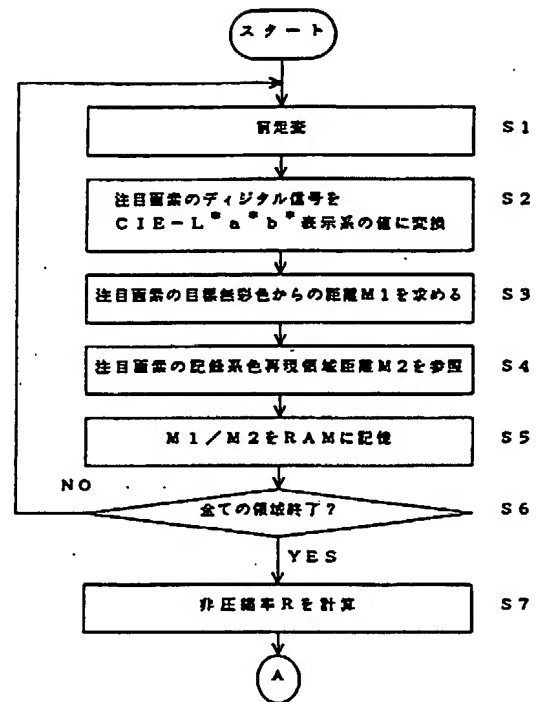 スタート
前走査
S1
注目画素のディジタル信号を
CIE-L*a*b*表示系の値に変換
S2
注目画素の目標無彩色からの距離M1を求める
S3
注目画素の記録系色再現領域距離M2を参照
S4
M1/M2をRAMに記憶
S5
NO
全ての領域終了?
S6
YES
非圧縮率Rを計算
S7
A